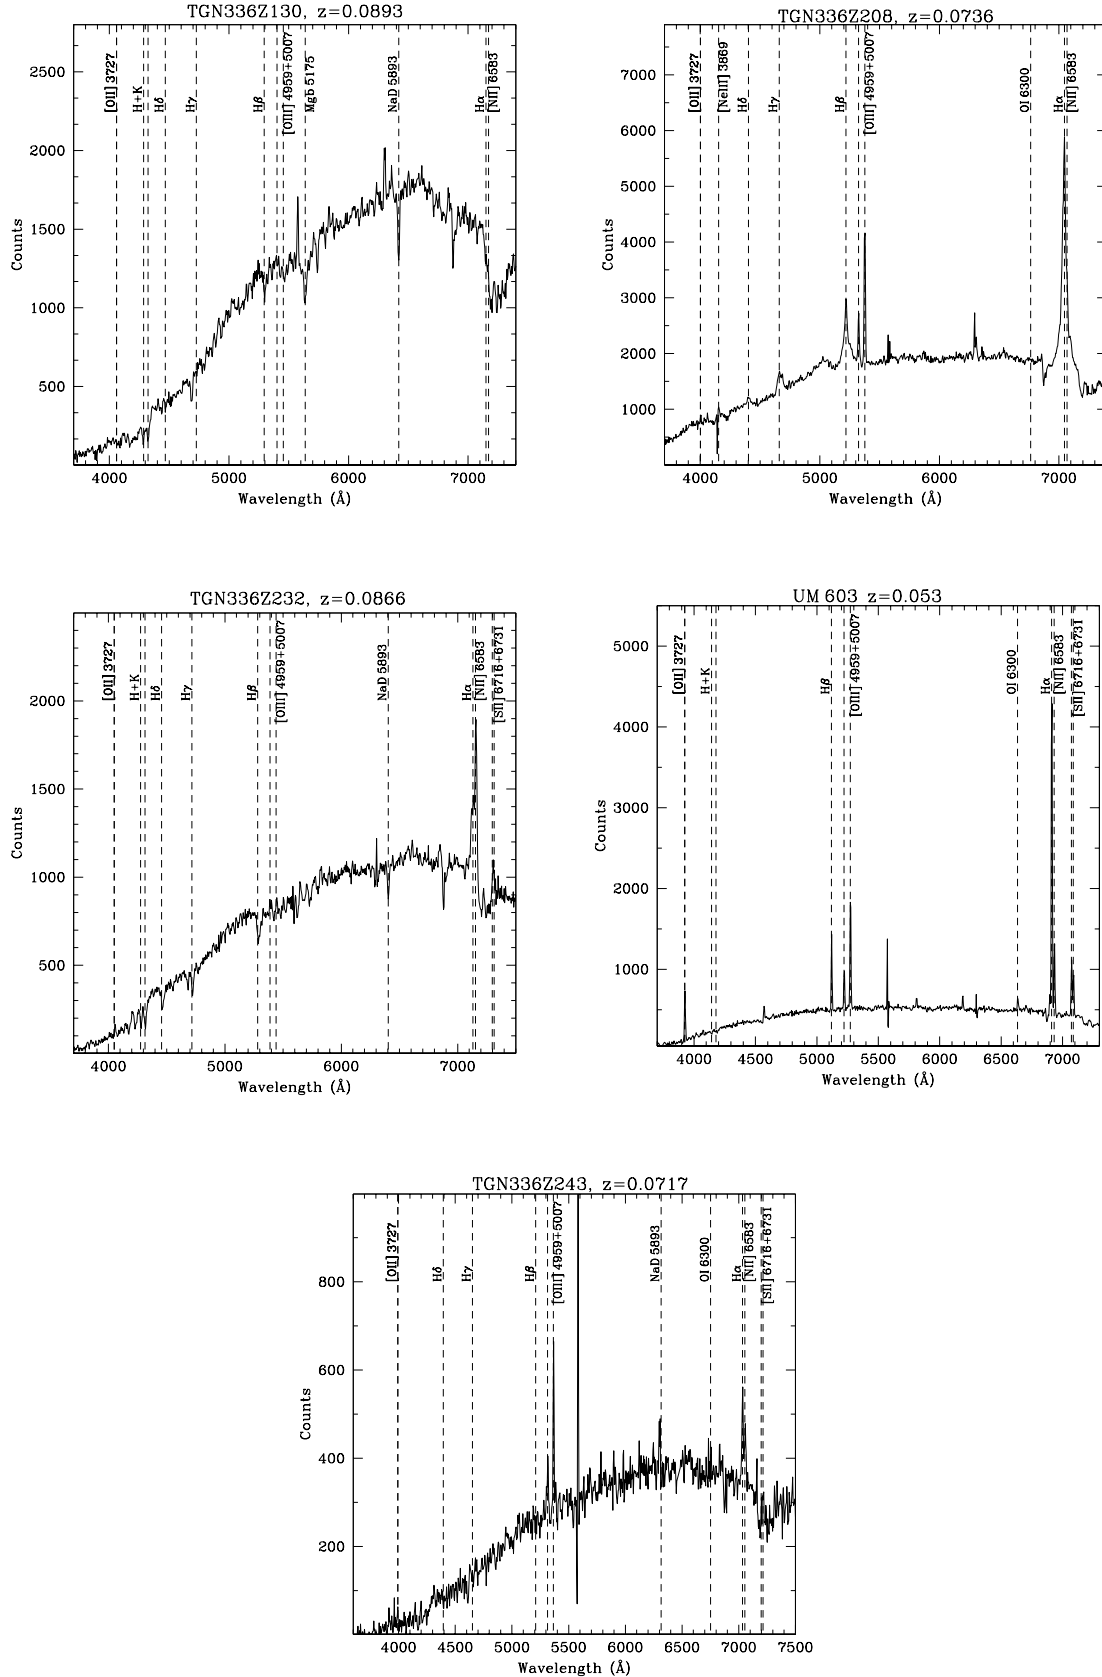 TGN336Z130, z=0.0893
[OII] 3727
H+K
Hδ
Hγ
Hβ
[OIII] 4959+5007
Mgb 5175
NaD 5893
Hα
[NII] 6583
2500
2000
1500
1000
500
Counts
4000 5000 6000 7000
Wavelength (Å)
TGN336Z208, z=0.0736
[OII] 3727
[NeIII] 3869
Hδ
Hγ
Hβ
[OIII] 4959+5007
OI 6300
Hα
[NII] 6583
7000
6000
5000
4000
3000
2000
1000
Counts
4000 5000 6000 7000
Wavelength (Å)
TGN336Z232, z=0.0866
[OII] 3727
H+K
Hδ
Hγ
Hβ
[OIII] 4959+5007
NaD 5893
Hα
[NII] 6583
[SII] 6716+6731
2000
1500
1000
500
Counts
4000 5000 6000 7000
Wavelength (Å)
UM 603 z=0.053
[OII] 3727
H+K
Hβ
[OIII] 4959+5007
OI 6300
Hα
[NII] 6583
[SII] 6716+6731
5000
4000
3000
2000
1000
Counts
4000 4500 5000 5500 6000 6500 7000
Wavelength (Å)
TGN336Z243, z=0.0717
[OII] 3727
Hδ
Hγ
Hβ
[OIII] 4959+5007
NaD 5893
OI 6300
Hα
[NII] 6583
[SII] 6716+6731
800
600
400
200
Counts
4000 4500 5000 5500 6000 6500 7000 7500
Wavelength (Å)